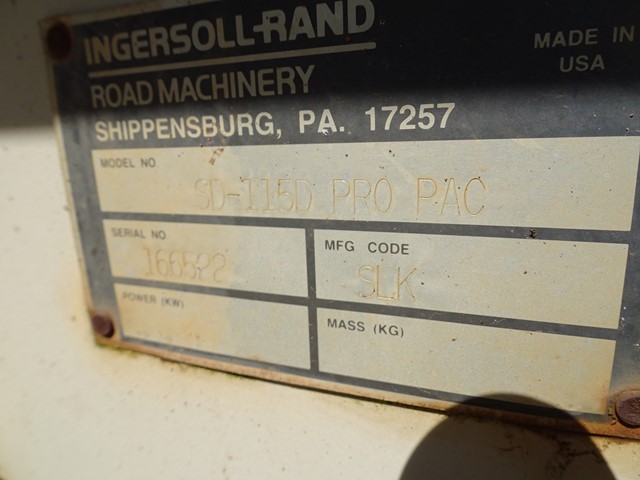 INGERSOLL-RAND
ROAD MACHINERY
MADE IN
USA
SHIPPENSBURG, PA. 17257
MODEL NO
SD-115D PRO PAC
SERIAL NO
MFG CODE
SLK
POWER (KW)
MASS (KG)